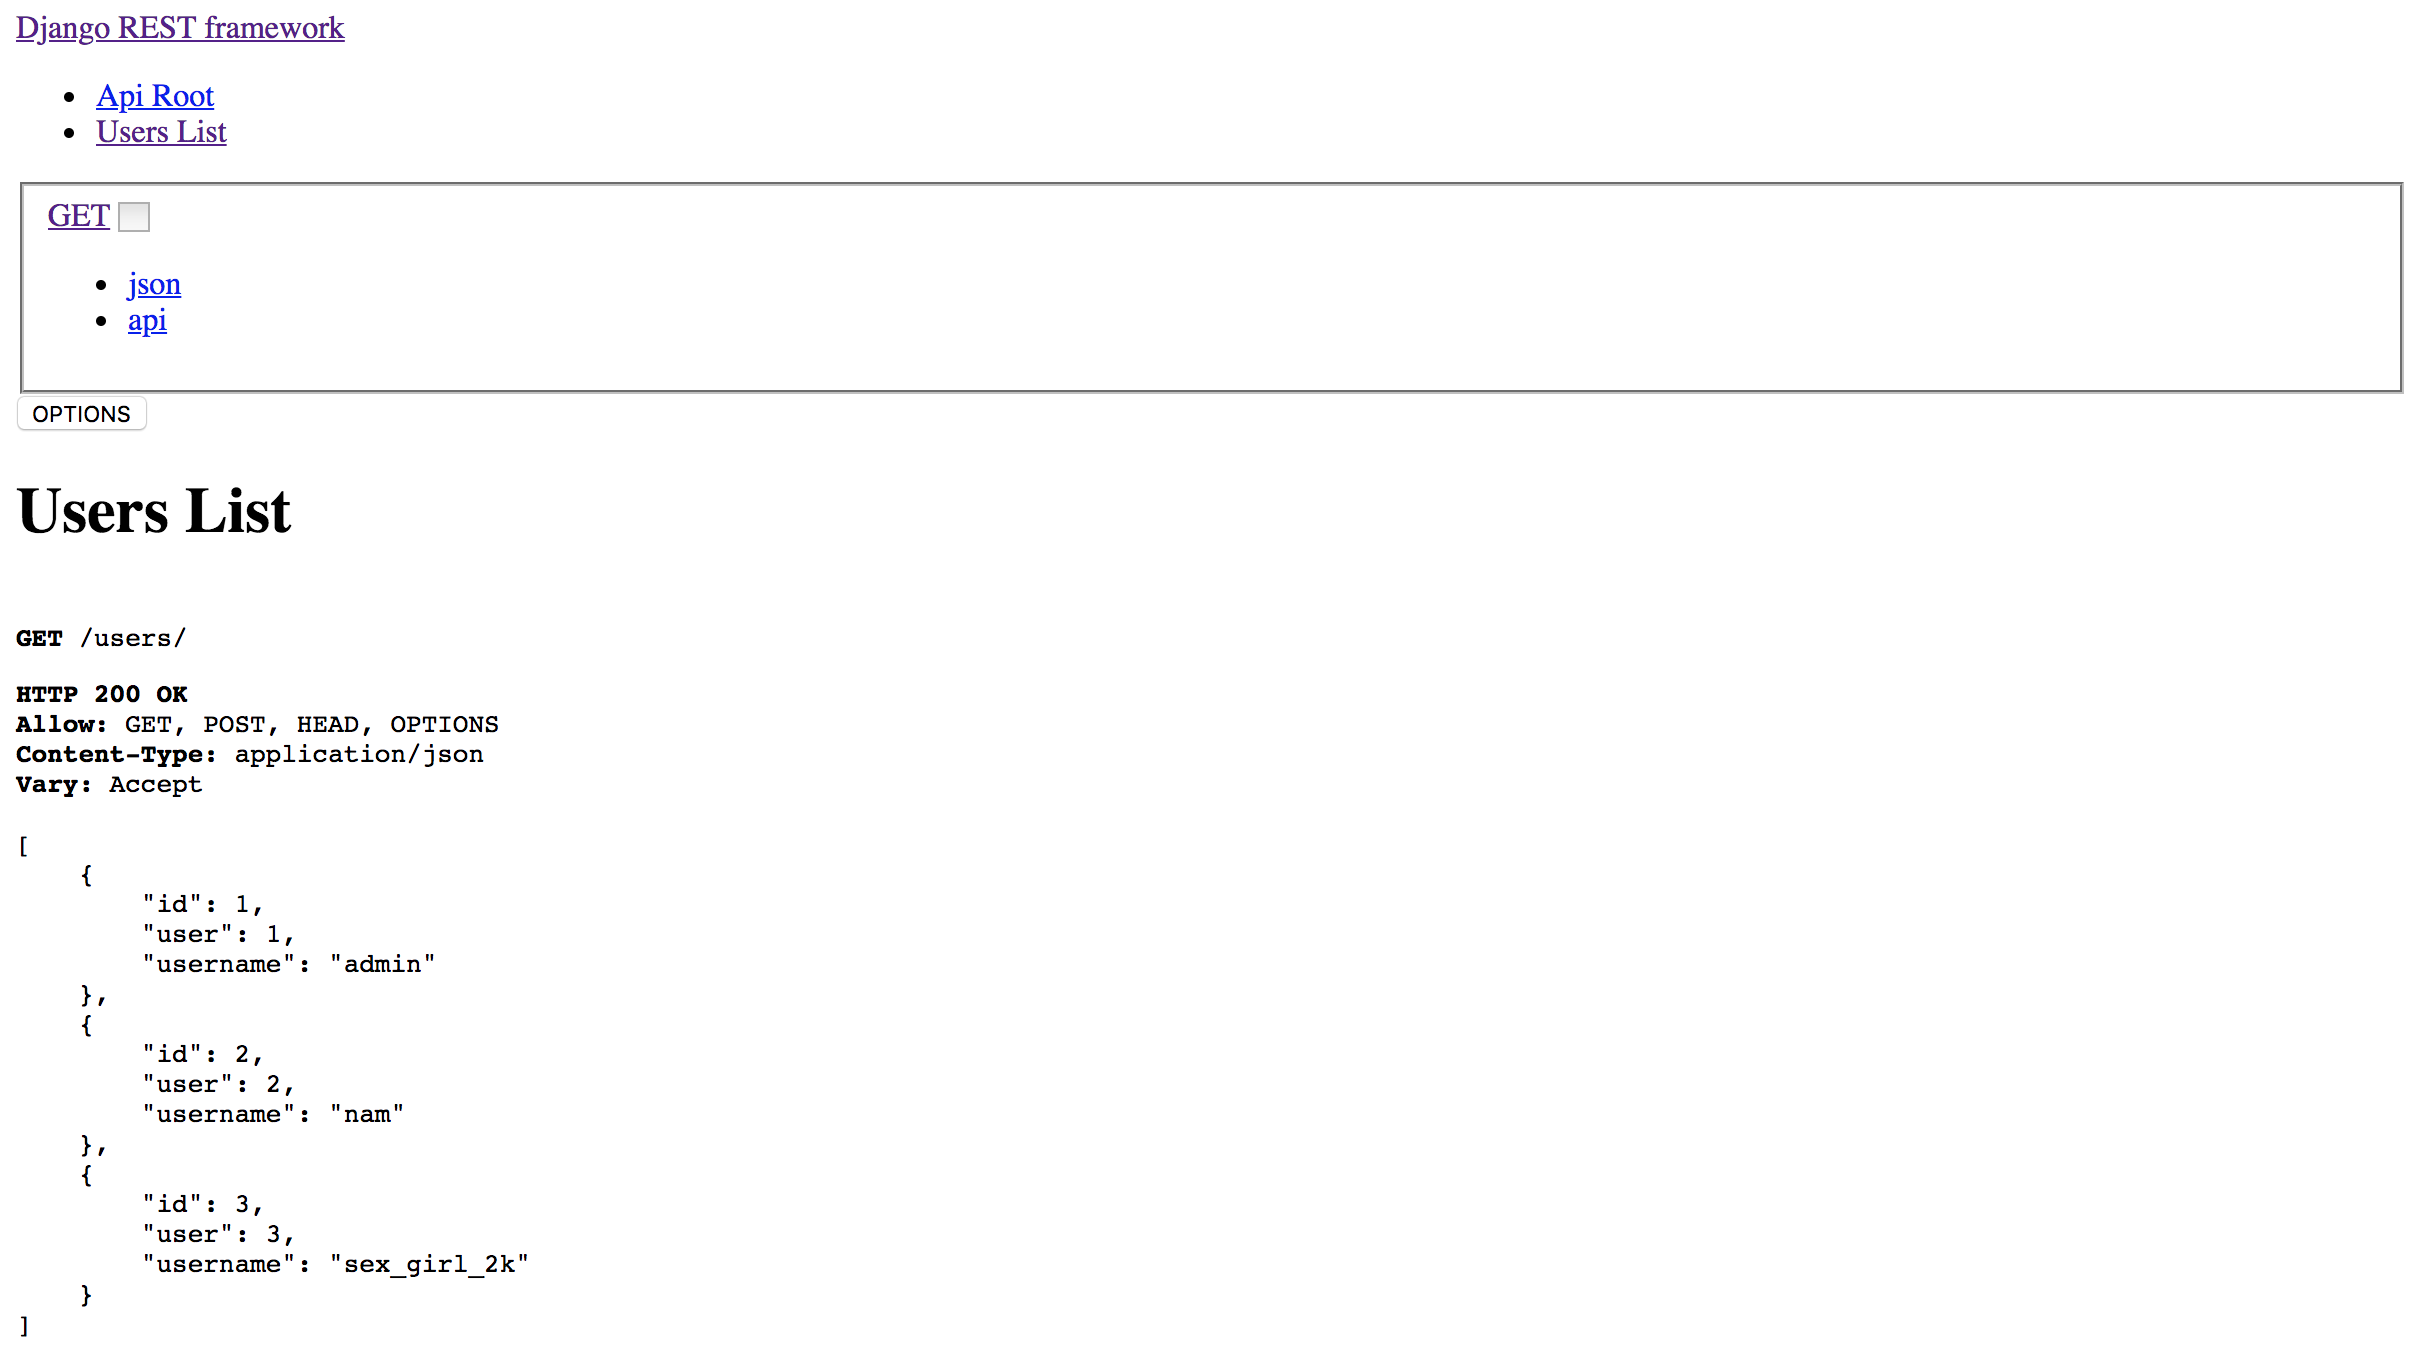 Django REST framework
Api Root
Users List
GET
json
api
OPTIONS
Users List
GET /users/
HTTP 200 OK
Allow: GET, POST, HEAD, OPTIONS
Content-Type: application/json
Vary: Accept
[
    {
        "id": 1,
        "user": 1,
        "username": "admin"
    },
    {
        "id": 2,
        "user": 2,
        "username": "nam"
    },
    {
        "id": 3,
        "user": 3,
        "username": "sex_girl_2k"
    }
]